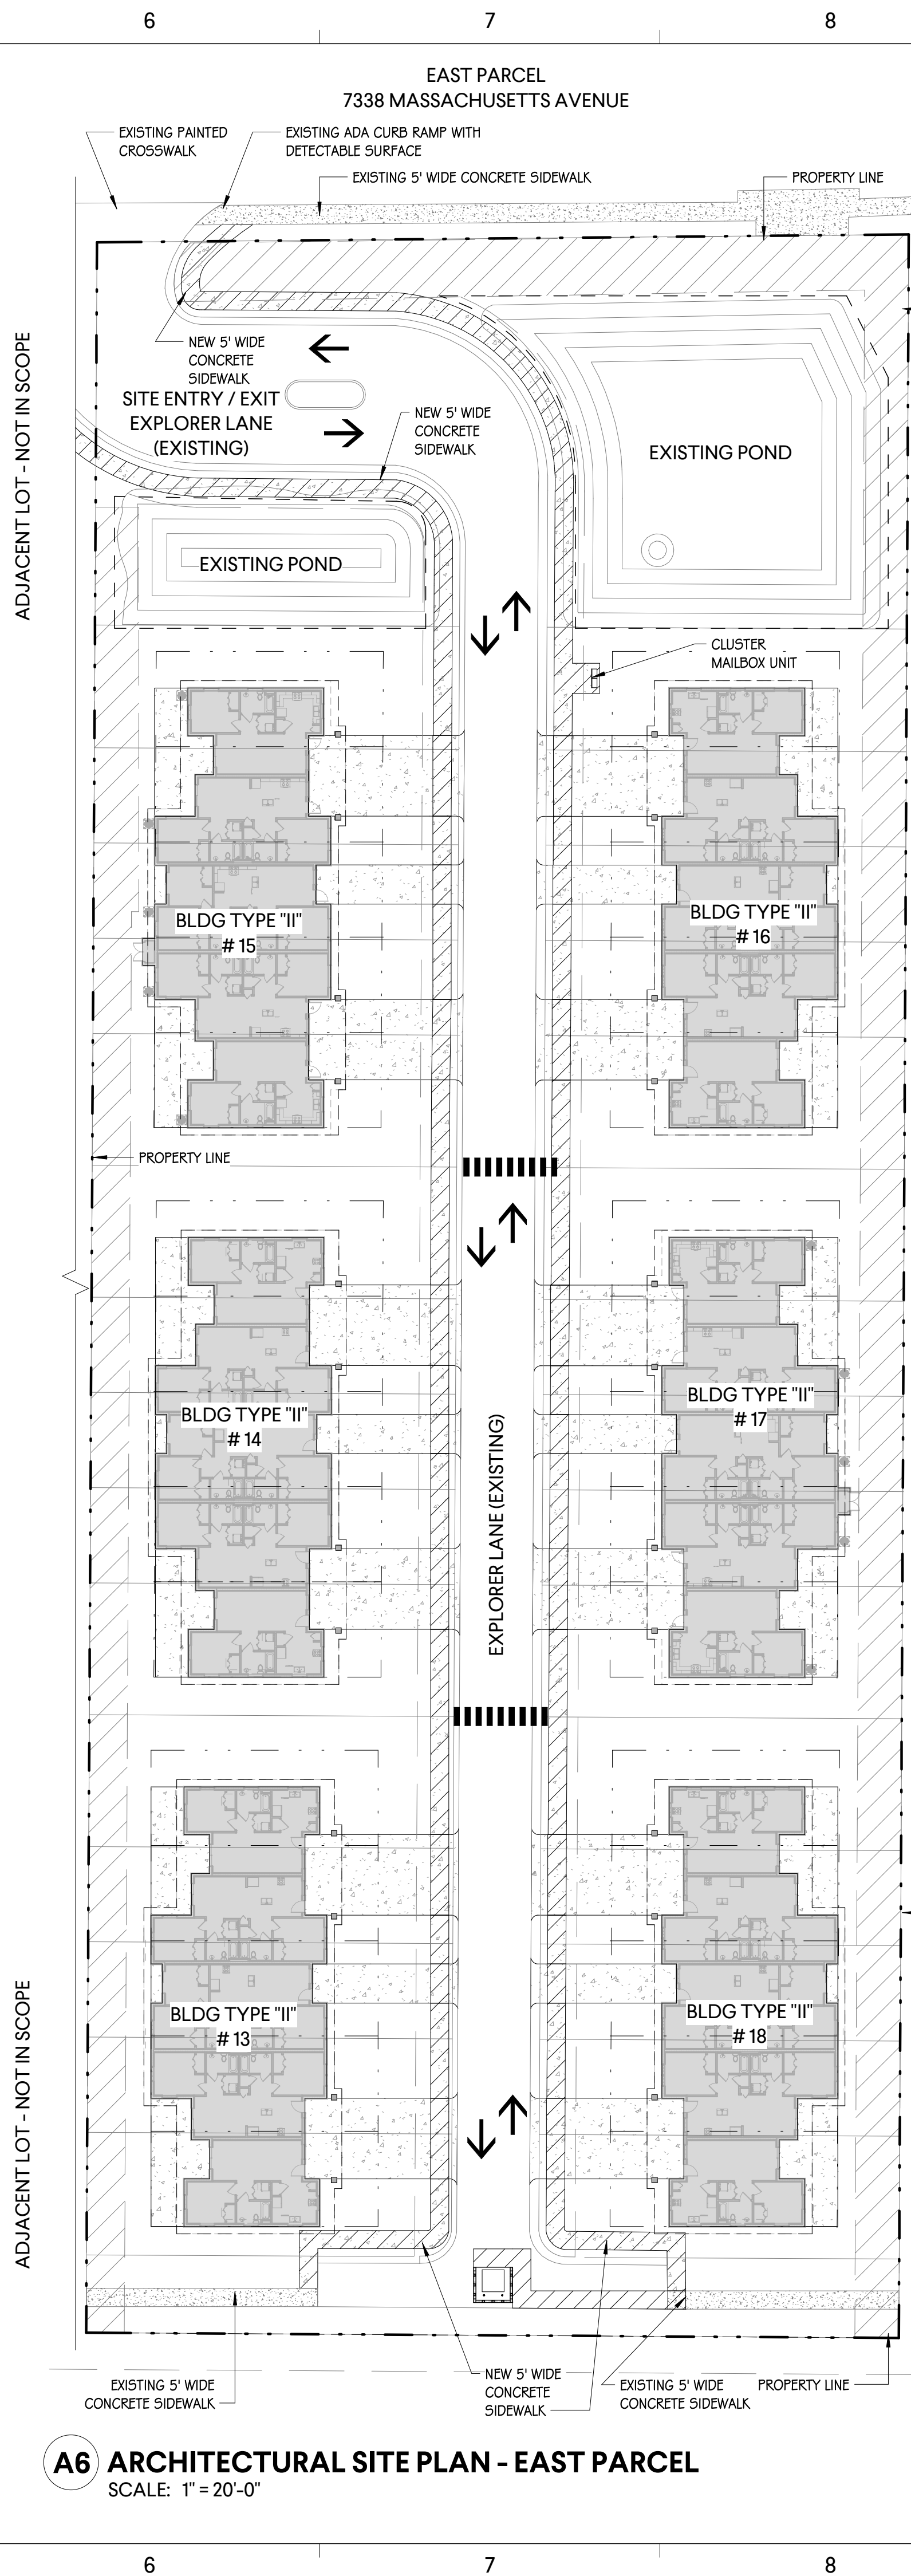 6 7 8
EAST PARCEL
7338 MASSACHUSETTS AVENUE
EXISTING PAINTED
CROSSWALK
EXISTING ADA CURB RAMP WITH
DETECTABLE SURFACE
EXISTING 5' WIDE CONCRETE SIDEWALK
PROPERTY LINE
ADJACENT LOT - NOT IN SCOPE
NEW 5' WIDE
CONCRETE
SIDEWALK
SITE ENTRY / EXIT
EXPLORER LANE
(EXISTING)
NEW 5' WIDE
CONCRETE
SIDEWALK
EXISTING POND
EXISTING POND
CLUSTER
MAILBOX UNIT
BLDG TYPE "II"
# 15
BLDG TYPE "II"
# 16
PROPERTY LINE
BLDG TYPE "II"
# 14
BLDG TYPE "II"
# 17
EXPLORER LANE (EXISTING)
BLDG TYPE "II"
# 13
BLDG TYPE "II"
# 18
ADJACENT LOT - NOT IN SCOPE
EXISTING 5' WIDE
CONCRETE SIDEWALK
NEW 5' WIDE
CONCRETE
SIDEWALK
EXISTING 5' WIDE
CONCRETE SIDEWALK
PROPERTY LINE
A6 ARCHITECTURAL SITE PLAN - EAST PARCEL
SCALE: 1" = 20'-0"
6 7 8